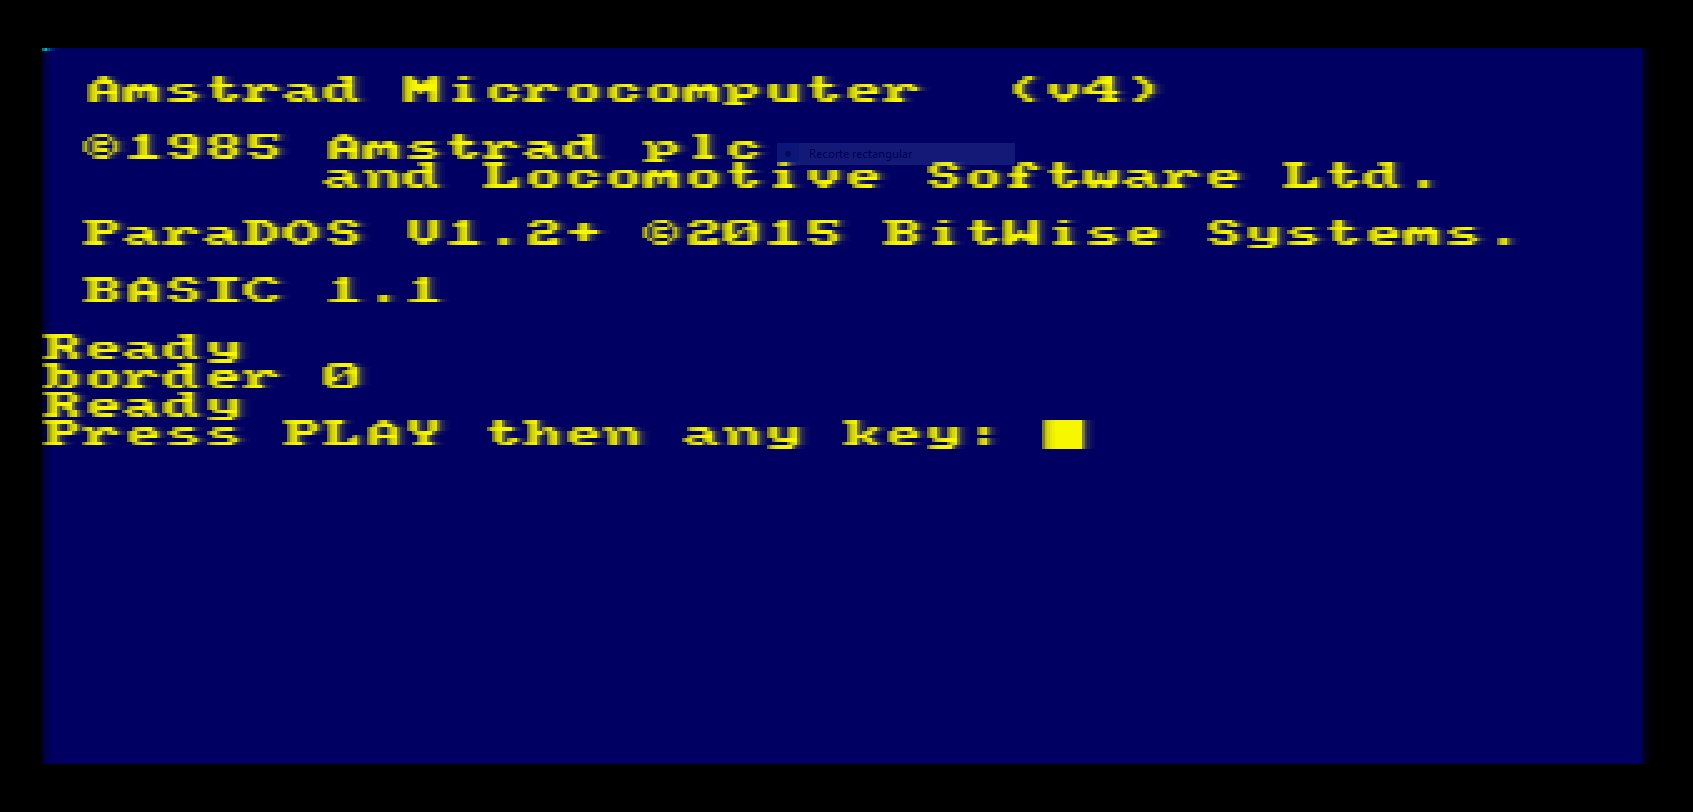 Amstrad Microcomputer (v4)
©1985 Amstrad plc
Recorte rectangular
and Locomotive Software Ltd.
ParaDOS V1.2+ ©2015 BitWise Systems.
BASIC 1.1
Ready
border 0
Ready
Press PLAY then any key: